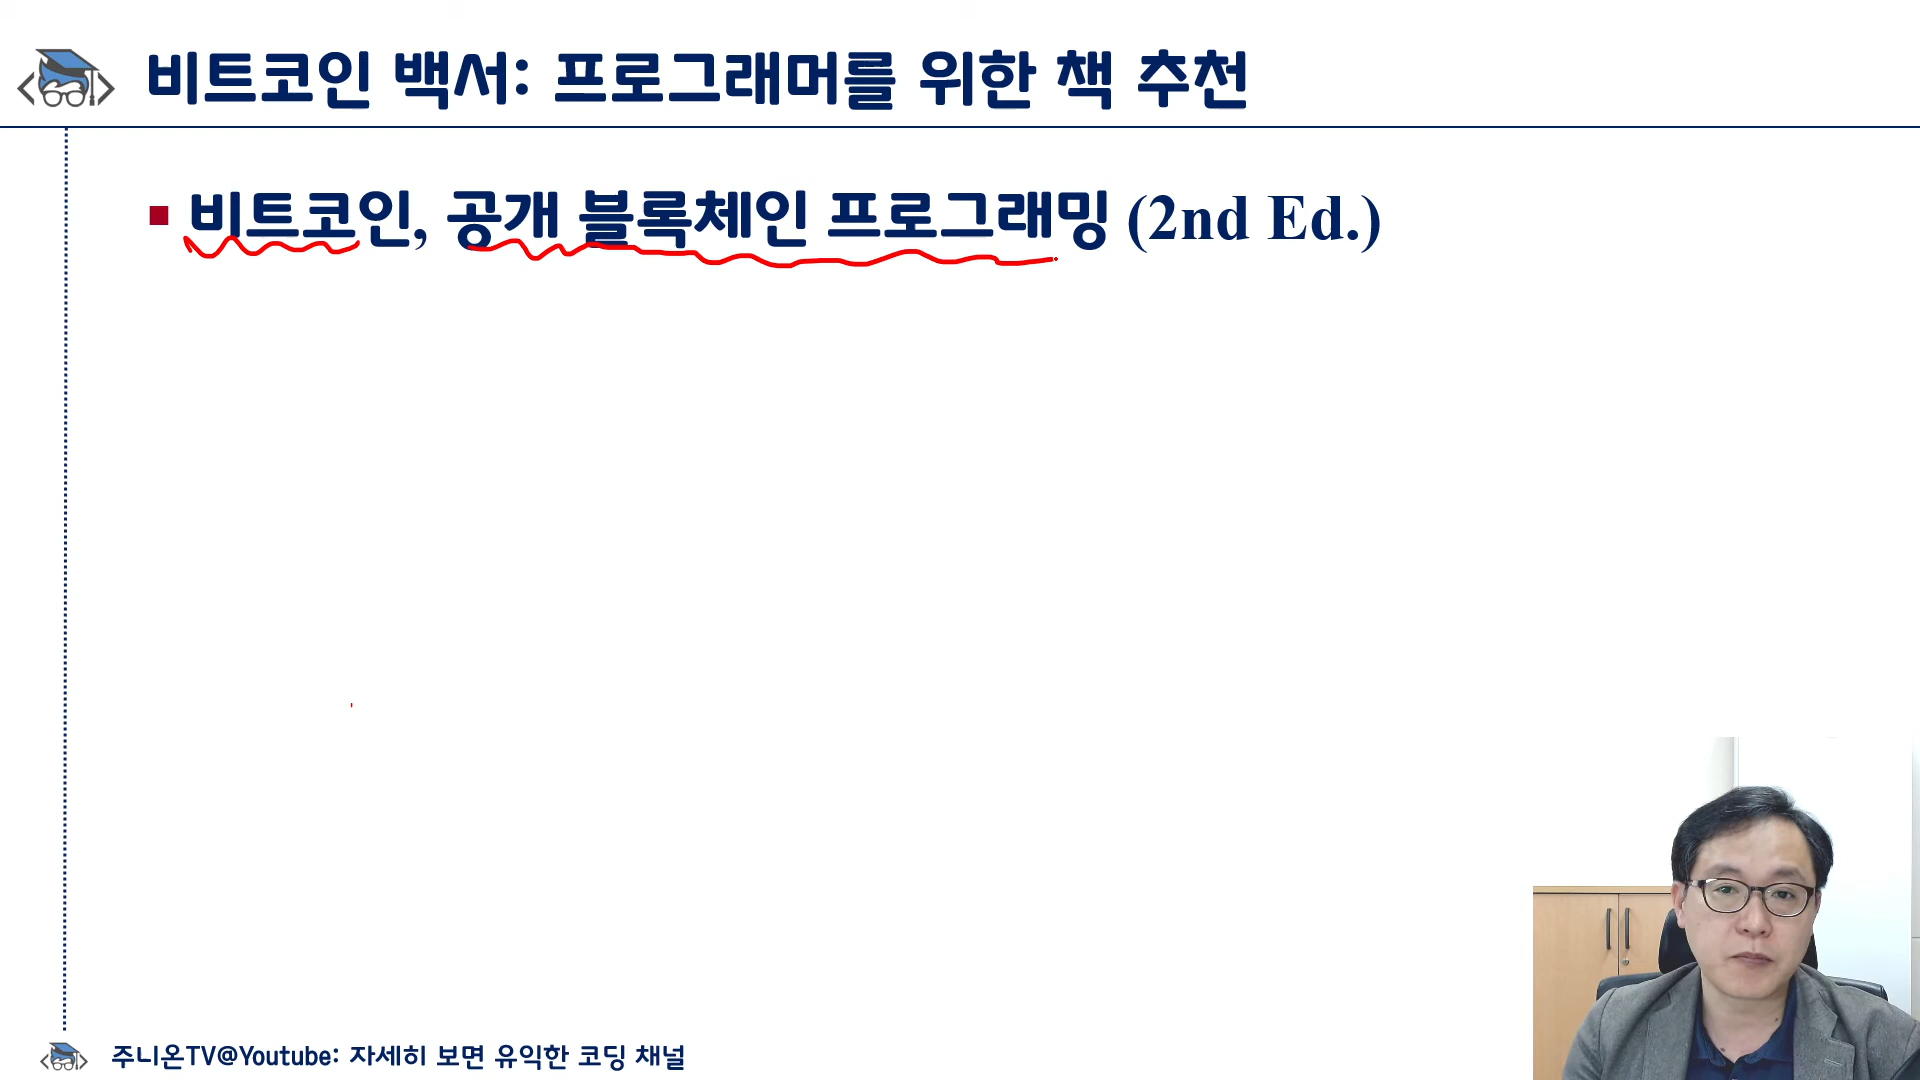 비트코인 백서: 프로그래머를 위한 책 추천
비트코인, 공개 블록체인 프로그래밍 (2nd Ed.)
주니온TV@Youtube: 자세히 보면 유익한 코딩 채널